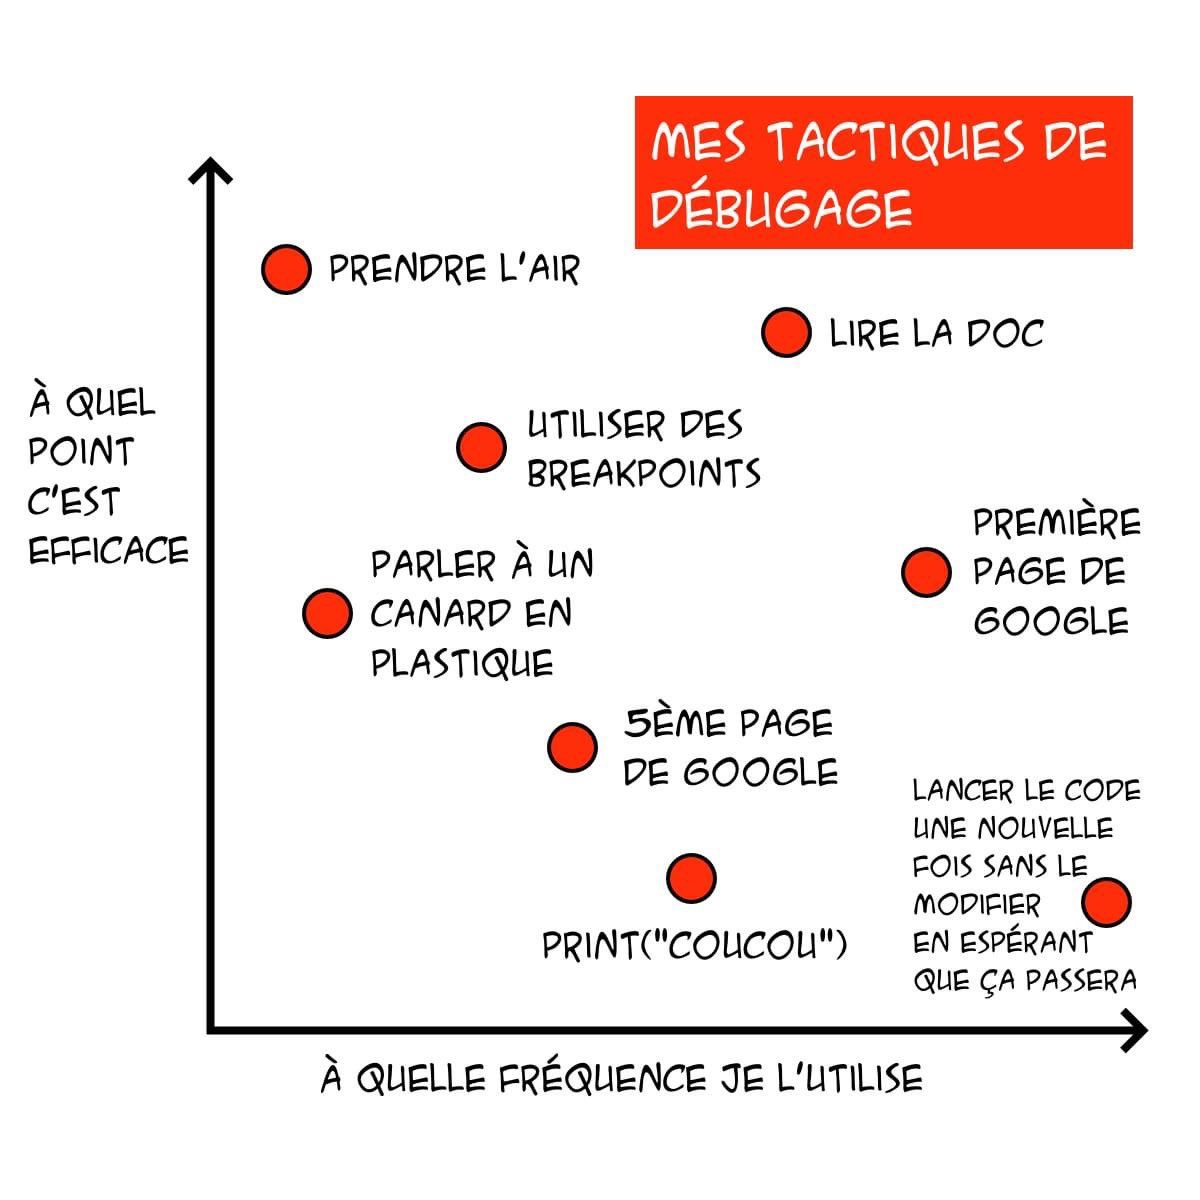 MES TACTIQUES DE
DÉBUGAGE
PRENDRE L'AIR
LIRE LA DOC
À QUEL
POINT
C'EST
EFFICACE
UTILISER DES
BREAKPOINTS
PREMIÈRE
PAGE DE
GOOGLE
PARLER À UN
CANARD EN
PLASTIQUE
5ÈME PAGE
DE GOOGLE
LANCER LE CODE
UNE NOUVELLE
FOIS SANS LE
MODIFIER
EN ESPÉRANT
QUE ÇA PASSERA
PRINT("COUCOU")
À QUELLE FRÉQUENCE JE L'UTILISE